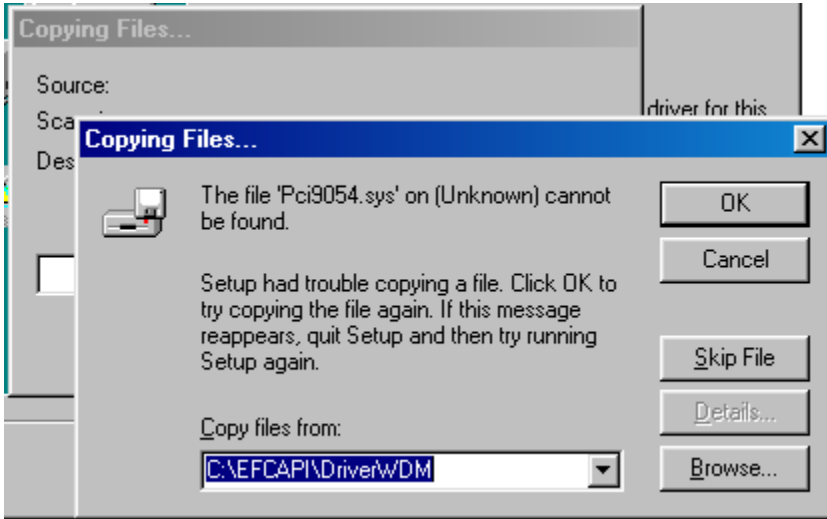 Copying Files...
Source:
driver for this
Copying Files...
The file 'Pci9054.sys' on (Unknown) cannot
be found.
OK
Cancel
Setup had trouble copying a file. Click OK to
try copying the file again. If this message
reappears, quit Setup and then try running
Setup again.
Skip File
Details...
Copy files from:
C:\EFCAPI\DriverWDM
Browse...